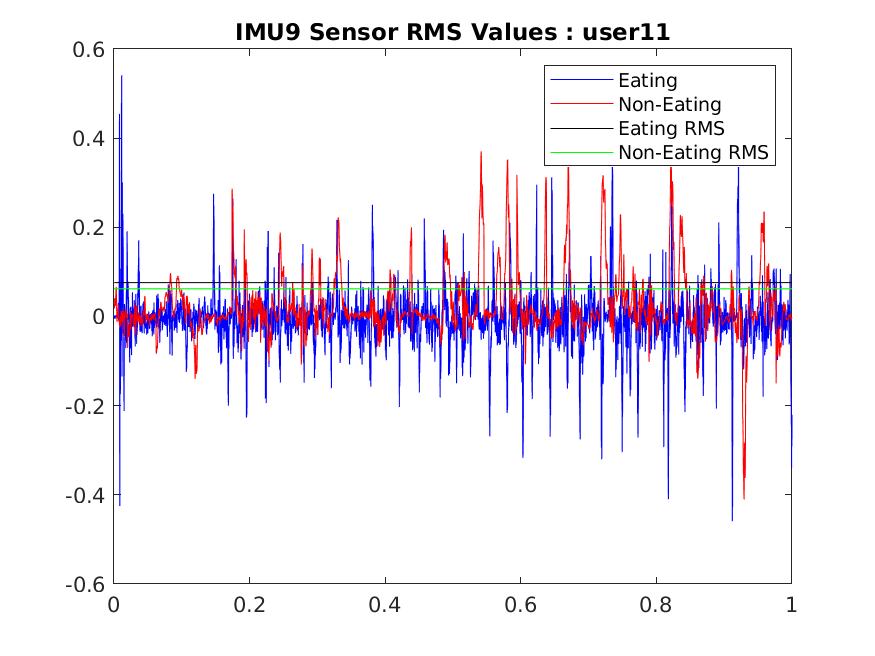 IMU9 Sensor RMS Values : user11
0.6
0.4
0.2
0
-0.2
-0.4
-0.6
0
0.2
0.4
0.6
0.8
1
Eating
Non-Eating
Eating RMS
Non-Eating RMS